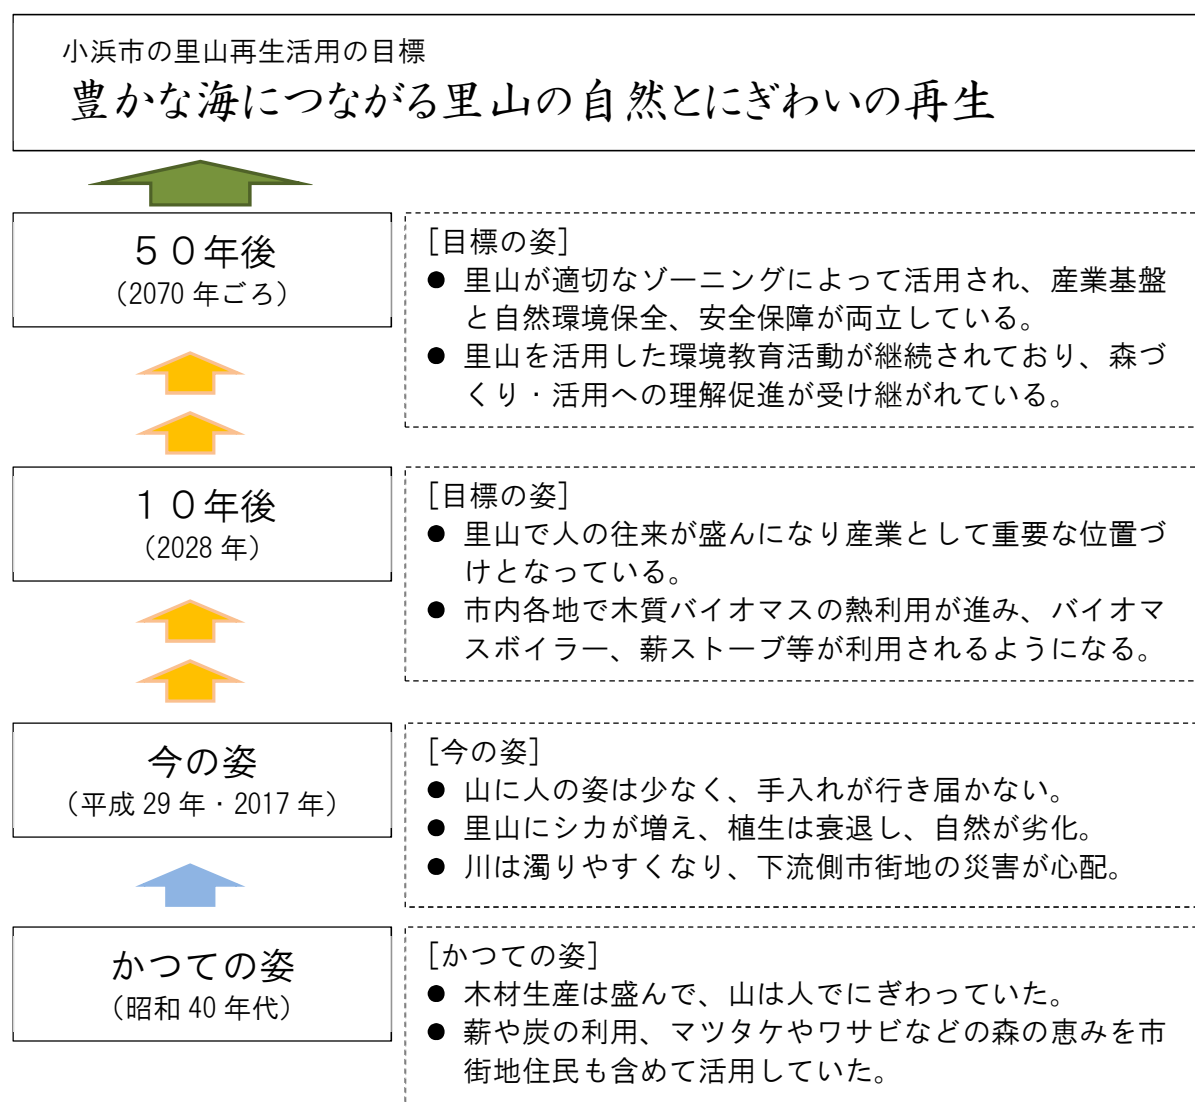 小浜市の里山再生活用の目標
豊かな海につながる里山の自然とにぎわいの再生
５０年後
（2070 年ごろ）
[目標の姿]
● 里山が適切なゾーニングによって活用され、産業基盤
と自然環境保全、安全保障が両立している。
● 里山を活用した環境教育活動が継続されており、森づ
くり・活用への理解促進が受け継がれている。
１０年後
（2028 年）
[目標の姿]
● 里山で人の往来が盛んになり産業として重要な位置づ
けとなっている。
● 市内各地で木質バイオマスの熱利用が進み、バイオマ
スボイラー、薪ストーブ等が利用されるようになる。
今の姿
（平成 29 年・2017 年）
[今の姿]
● 山に人の姿は少なく、手入れが行き届かない。
● 里山にシカが増え、植生は衰退し、自然が劣化。
● 川は濁りやすくなり、下流側市街地の災害が心配。
かつての姿
（昭和 40 年代）
[かつての姿]
● 木材生産は盛んで、山は人でにぎわっていた。
● 薪や炭の利用、マツタケやワサビなどの森の恵みを市
街地住民も含めて活用していた。